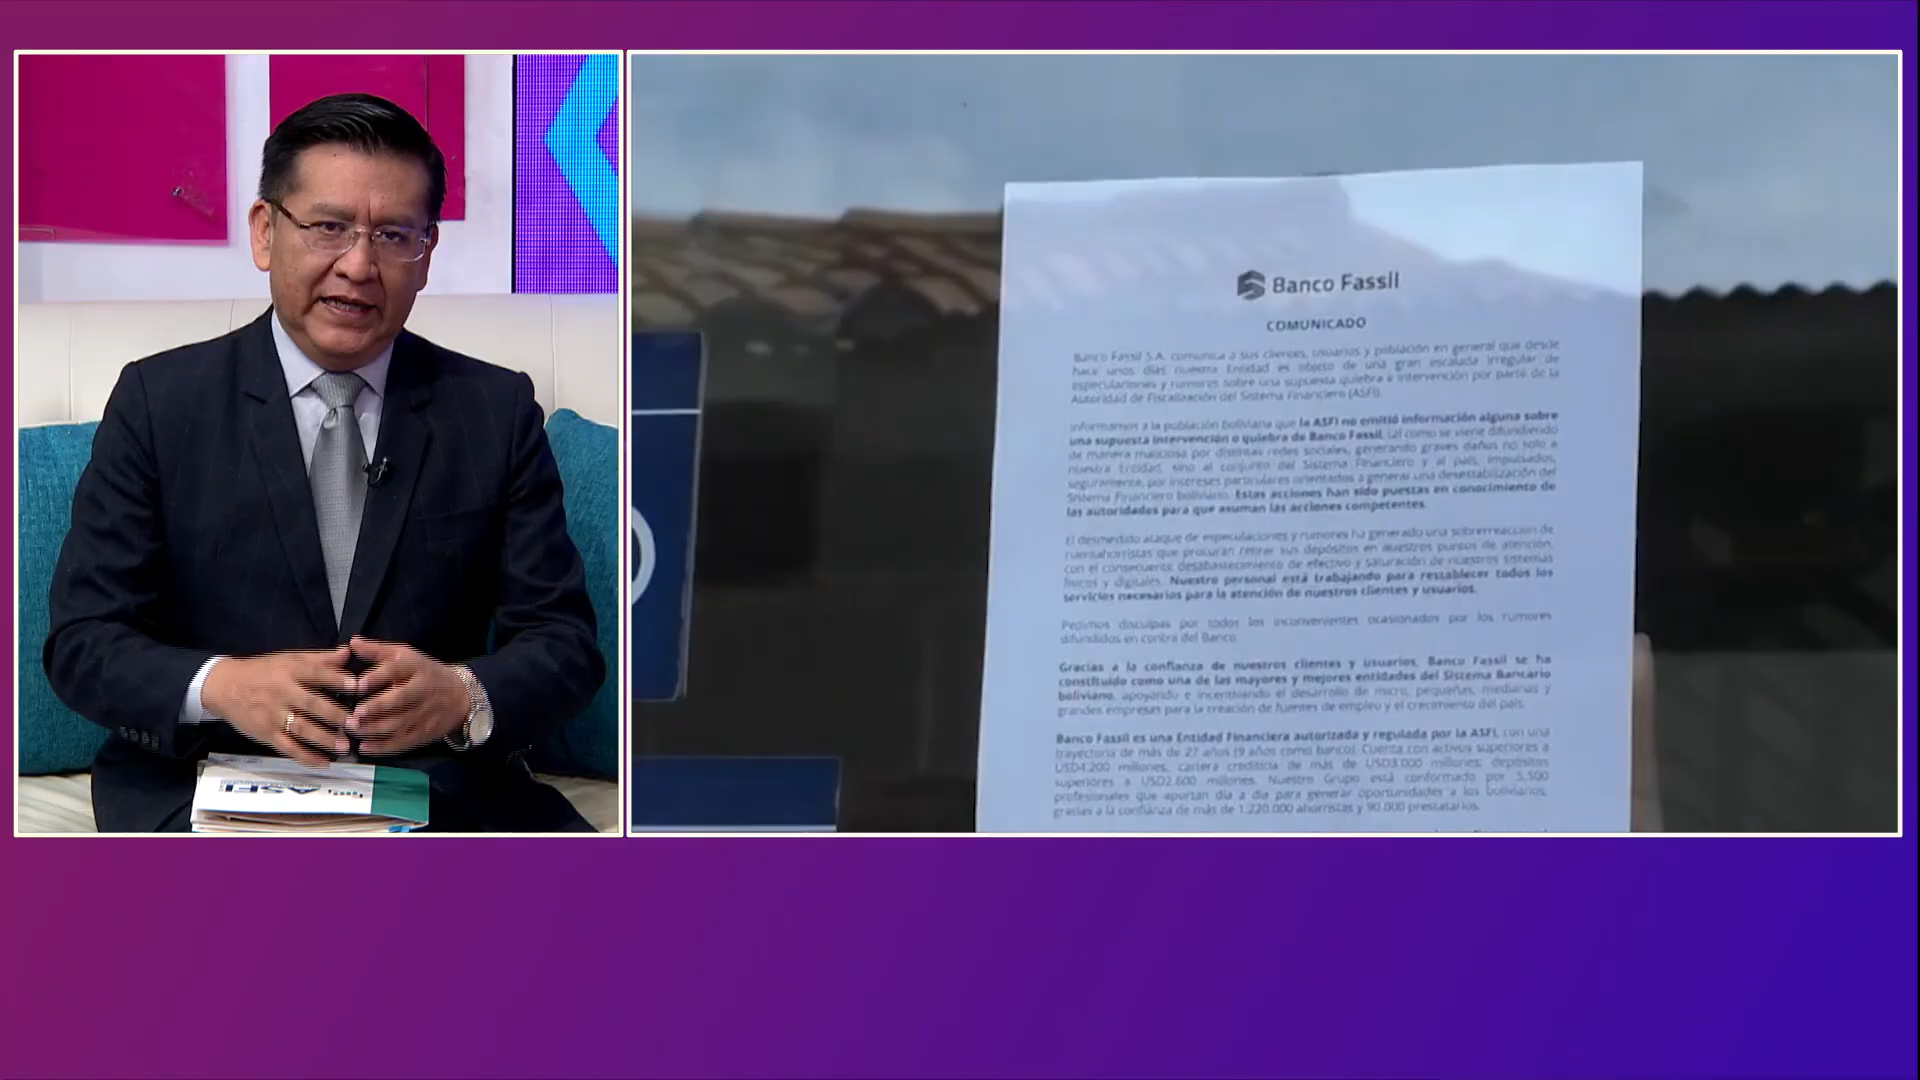 ASFI
Banco Fassil
COMUNICADO
Banco Fassil S.A. comunica a sus clientes, usuarios y población en general que desde
hace unos días nuestra Entidad es objeto de una gran escalada irregular de
especulaciones y rumores sobre una supuesta quiebra e intervención por parte de la
Autoridad de Fiscalización del Sistema Financiero (ASFI).
Informamos a la población boliviana que la ASFI no emitió información alguna sobre
una supuesta intervención o quiebra de Banco Fassil, tal como se viene difundiendo
de manera maliciosa por distintas redes sociales, generando graves daños no solo a
nuestra Entidad, sino al conjunto del Sistema Financiero y al país, impulsados,
seguramente, por intereses particulares orientados a generar una desestabilización del
Sistema Financiero boliviano. Estas acciones han sido puestas en conocimiento de
las autoridades para que asuman las acciones competentes.
El desmedido ataque de especulaciones y rumores ha generado una sobrerreacción de
cuentahorristas que procuran retirar sus depósitos en nuestros puntos de atención,
con el consecuente desabastecimiento de efectivo y saturación de nuestros sistemas
físicos y digitales. Nuestro personal está trabajando para restablecer todos los
servicios necesarios para la atención de nuestros clientes y usuarios.
Pedimos disculpas por todos los inconvenientes ocasionados por los rumores
difundidos en contra del Banco.
Gracias a la confianza de nuestros clientes y usuarios, Banco Fassil se ha
constituido como una de las mayores y mejores entidades del Sistema Bancario
boliviano, apoyando e incentivando el desarrollo de micro, pequeñas, medianas y
grandes empresas para la creación de fuentes de empleo y el crecimiento del país.
Banco Fassil es una Entidad Financiera autorizada y regulada por la ASFI, con una
trayectoria de más de 27 años (9 años como banco). Cuenta con activos superiores a
USD4.200 millones, cartera crediticia de más de USD3.000 millones; depósitos
superiores a USD2.600 millones. Nuestro Grupo está conformado por 5.500
profesionales que aportan día a día para generar oportunidades a los bolivianos,
gracias a la confianza de más de 1.220.000 ahorristas y 90.000 prestatarios.